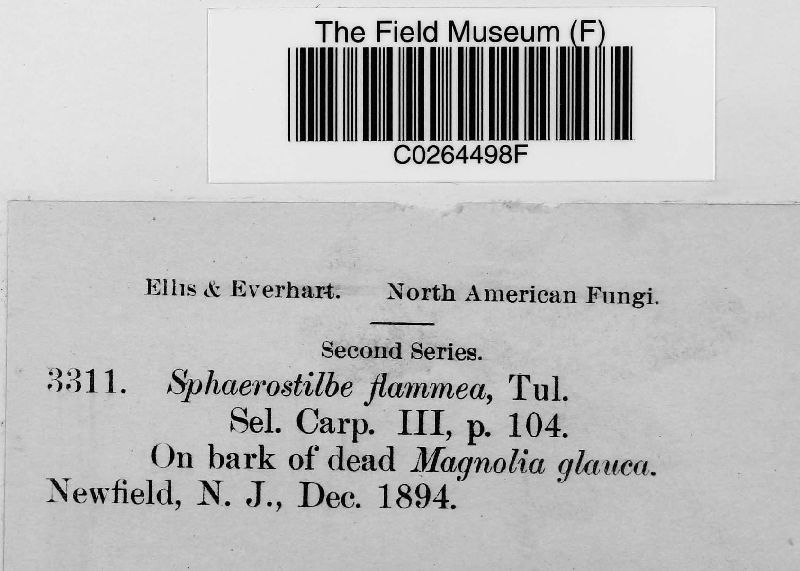 The Field Museum (F)
C0264498F
Ellis & Everhart. North American Fungi.
Second Series.
3311. Sphaerostilbe flammea, Tul.
Sel. Carp. III, p. 104.
On bark of dead Magnolia glauca.
Newfield, N. J., Dec. 1894.